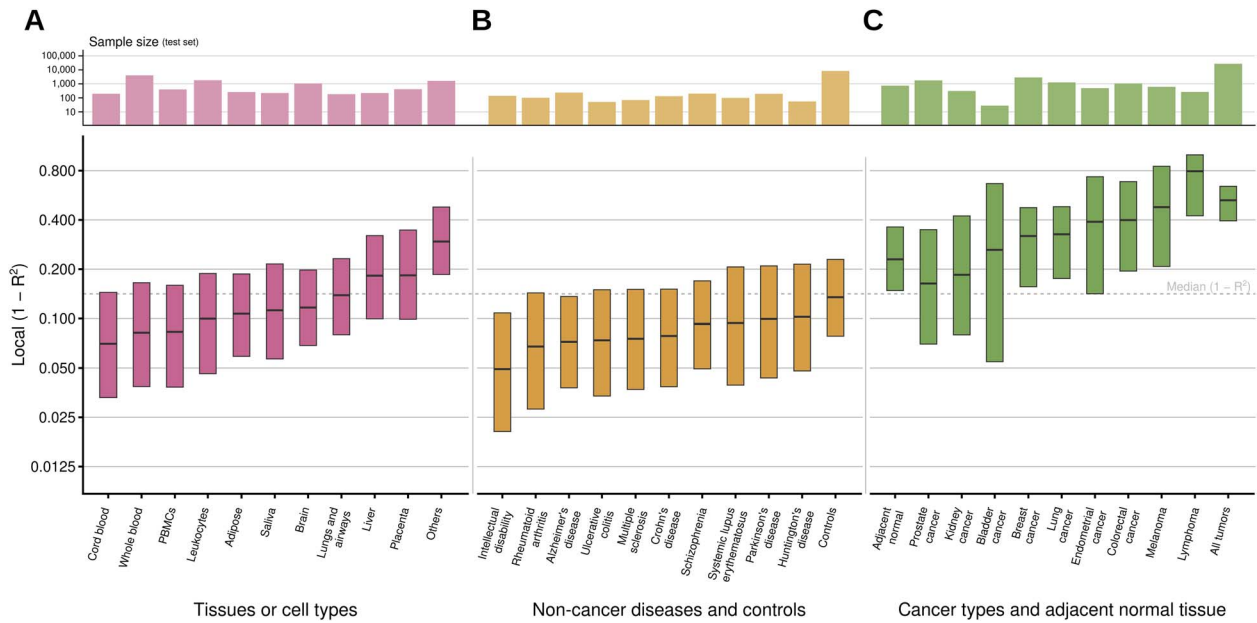 A
B
C
Sample size (test set)
100,000
10,000
1,000
100
10
Local (1 − R²)
0.800
0.400
0.200
0.100
0.050
0.025
0.0125
Median (1 − R²)
Cord blood
Whole blood
PBMCs
Leukocytes
Adipose
Saliva
Brain
Lungs and
airways
Liver
Placenta
Others
Intellectual
disability
Rheumatoid
arthritis
Alzheimer's
disease
Ulcerative
colitis
Multiple
sclerosis
Crohn's
disease
Schizophrenia
Systemic lupus
erythematosus
Parkinson's
disease
Huntington's
disease
Controls
Adjacent
normal
Prostate
cancer
Kidney
cancer
Bladder
cancer
Breast
cancer
Lung
cancer
Endometrial
cancer
Colorectal
cancer
Melanoma
Lymphoma
All tumors
Tissues or cell types
Non-cancer diseases and controls
Cancer types and adjacent normal tissue